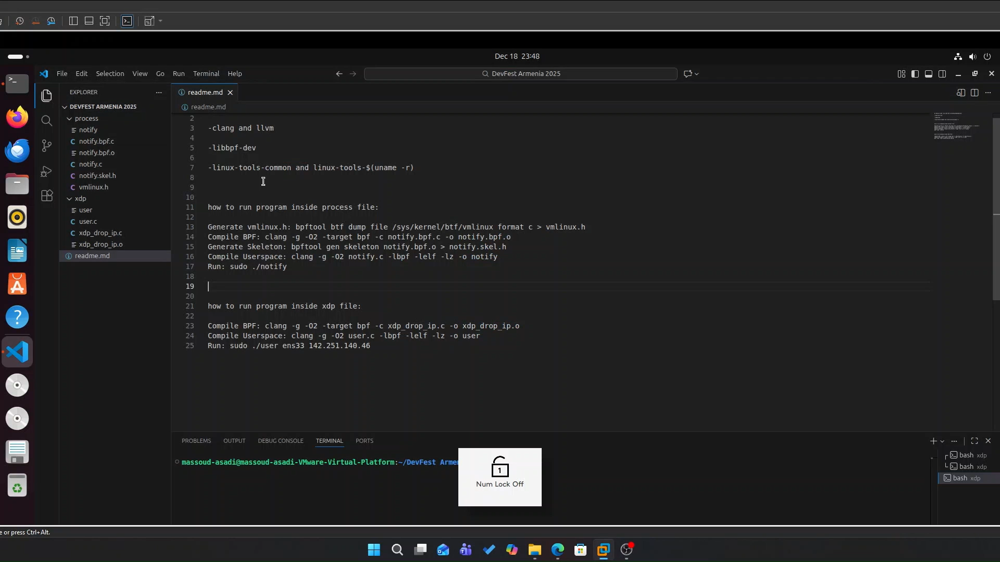 Dec 18 23:48
File Edit Selection View Go Run Terminal Help
DevFest Armenia 2025
EXPLORER
readme.md
DEVFEST ARMENIA 2025
readme.md
process
notify
notify.bpf.c
notify.bpf.o
notify.c
notify.skel.h
vmlinux.h
xdp
user
user.c
xdp_drop_ip.c
xdp_drop_ip.o
readme.md
2
3 -clang and llvm
4
5 -libbpf-dev
6
7 -linux-tools-common and linux-tools-$(uname -r)
8
9
10
11 how to run program inside process file:
12
13 Generate vmlinux.h: bpftool btf dump file /sys/kernel/btf/vmlinux format c > vmlinux.h
14 Compile BPF: clang -g -O2 -target bpf -c notify.bpf.c -o notify.bpf.o
15 Generate Skeleton: bpftool gen skeleton notify.bpf.o > notify.skel.h
16 Compile Userspace: clang -g -O2 notify.c -lbpf -lelf -lz -o notify
17 Run: sudo ./notify
18
19
20
21 how to run program inside xdp file:
22
23 Compile BPF: clang -g -O2 -target bpf -c xdp_drop_ip.c -o xdp_drop_ip.o
24 Compile Userspace: clang -g -O2 user.c -lbpf -lelf -lz -o user
25 Run: sudo ./user ens33 142.251.140.46
PROBLEMS OUTPUT DEBUG CONSOLE TERMINAL PORTS
massoud-asadi@massoud-asadi-VMware-Virtual-Platform:~/DevFest Arme
bash xdp
bash xdp
bash xdp
1
Num Lock Off
e or press Ctrl+Alt.